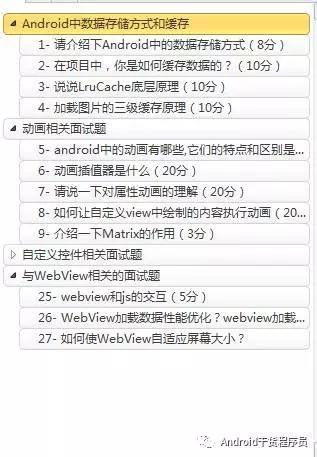 Android中数据存储方式和缓存
1- 请介绍下Android中的数据存储方式（8分）
2- 在项目中，你是如何缓存数据的？（10分）
3- 说说LruCache底层原理（10分）
4- 加载图片的三级缓存原理（10分）
动画相关面试题
5- android中的动画有哪些,它们的特点和区别是...
6- 动画插值器是什么（20分）
7- 请说一下对属性动画的理解（20分）
8- 如何让自定义view中绘制的内容执行动画（20...
9- 介绍一下Matrix的作用（3分）
自定义控件相关面试题
与WebView相关的面试题
25- webview和js的交互（5分）
26- WebView加载数据性能优化？webview加载...
27- 如何使WebView自适应屏幕大小？
Android干货程序员